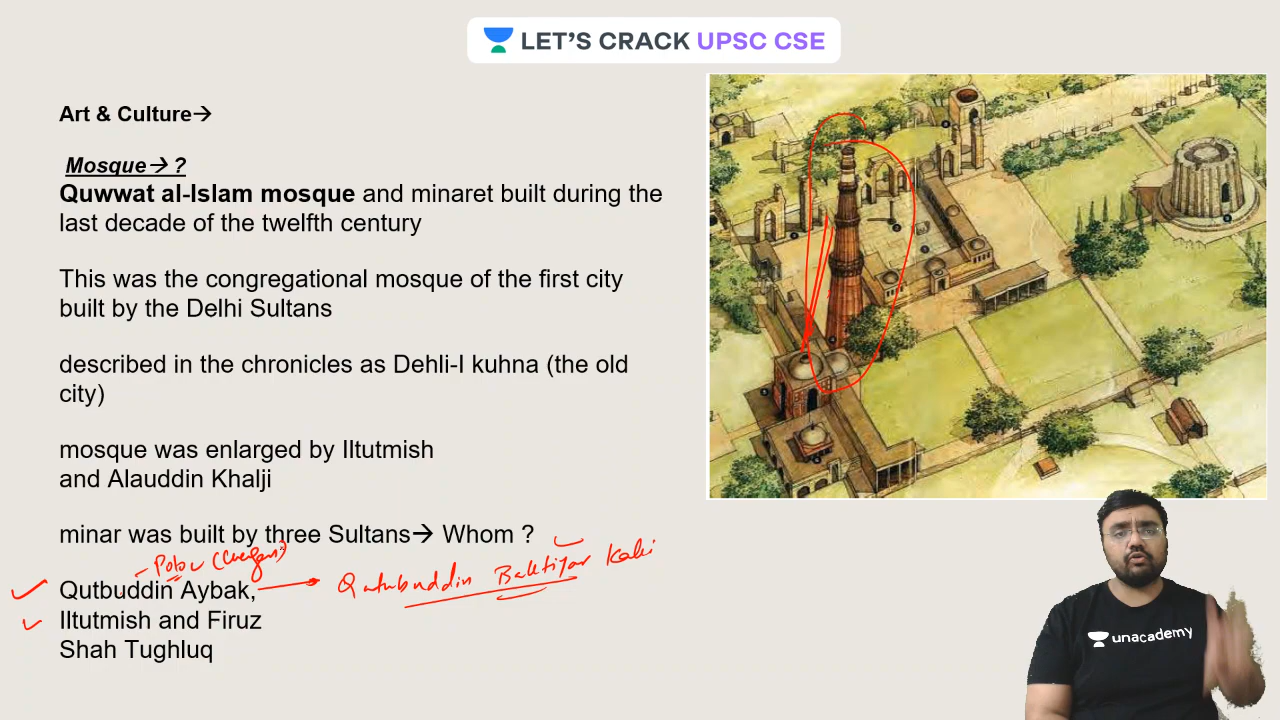 LET'S CRACK UPSC CSE
Art & Culture→
Mosque→ ?
Quwwat al-Islam mosque and minaret built during the
last decade of the twelfth century
This was the congregational mosque of the first city
built by the Delhi Sultans
described in the chronicles as Dehli-I kuhna (the old
city)
mosque was enlarged by Iltutmish
and Alauddin Khalji
minar was built by three Sultans→ Whom ?
Qutbuddin Aybak,
Qutubuddin Baktiyar Kaki
Iltutmish and Firuz
Shah Tughluq
unacademy